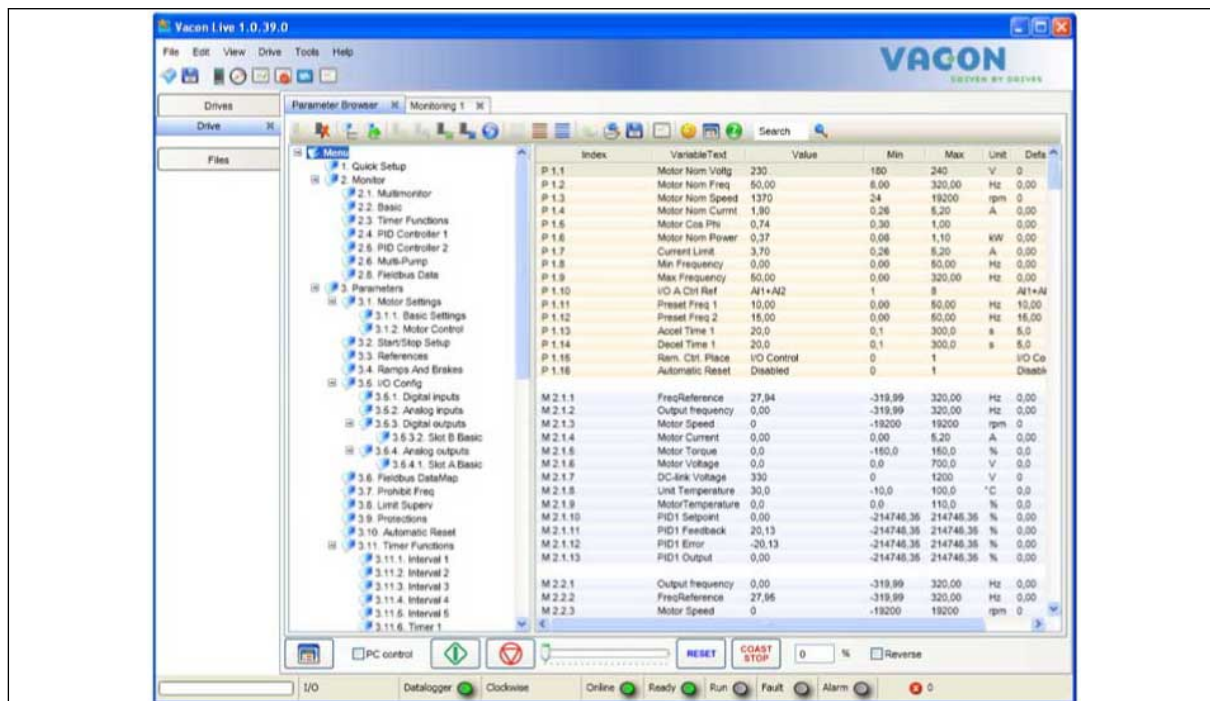 Vacon Live 1.0.39.0
File Edit View Drive Tools Help
VACON
DRIVEN BY DRIVES
Drives
Drive
Files
Parameter Browser
Monitoring 1
Search
Menu
1. Quick Setup
2. Monitor
2.1. Multimonitor
2.2. Basic
2.3. Timer Functions
2.4. PID Controller 1
2.5. PID Controller 2
2.6. Multi-Pump
2.8. Fieldbus Data
3. Parameters
3.1. Motor Settings
3.1.1. Basic Settings
3.1.2. Motor Control
3.2. Start/Stop Setup
3.3. References
3.4. Ramps And Brakes
3.5. I/O Config
3.5.1. Digital inputs
3.5.2. Analog inputs
3.5.3. Digital outputs
3.5.3.2. Slot B Basic
3.5.4. Analog outputs
3.5.4.1. Slot A Basic
3.6. Fieldbus DataMap
3.7. Prohibit Freq
3.8. Limit Superv
3.9. Protections
3.10. Automatic Reset
3.11. Timer Functions
3.11.1. Interval 1
3.11.2. Interval 2
3.11.3. Interval 3
3.11.4. Interval 4
3.11.5. Interval 5
3.11.6. Timer 1
Index VariableText Value Min Max Unit Defa
P 1.1 Motor Nom Voltg 230 180 240 V 0
P 1.2 Motor Nom Freq 50,00 8,00 320,00 Hz 0,00
P 1.3 Motor Nom Speed 1370 24 19200 rpm 0
P 1.4 Motor Nom Currnt 1,90 0,26 5,20 A 0,00
P 1.5 Motor Cos Phi 0,74 0,30 1,00 0,00
P 1.6 Motor Nom Power 0,37 0,08 1,10 kW 0,00
P 1.7 Current Limit 3,70 0,26 5,20 A 0,00
P 1.8 Min Frequency 0,00 0,00 50,00 Hz 0,00
P 1.9 Max Frequency 50,00 0,00 320,00 Hz 0,00
P 1.10 I/O A Ctrl Ref AI1+AI2 1 8 AI1+AI
P 1.11 Preset Freq 1 10,00 0,00 50,00 Hz 10,00
P 1.12 Preset Freq 2 15,00 0,00 50,00 Hz 15,00
P 1.13 Accel Time 1 20,0 0,1 300,0 s 5,0
P 1.14 Decel Time 1 20,0 0,1 300,0 s 5,0
P 1.15 Rem. Ctrl. Place I/O Control 0 1 I/O Co
P 1.16 Automatic Reset Disabled 0 1 Disabl
M 2.1.1 FreqReference 27,94 -319,99 320,00 Hz 0,00
M 2.1.2 Output frequency 0,00 -319,99 320,00 Hz 0,00
M 2.1.3 Motor Speed 0 -19200 19200 rpm 0
M 2.1.4 Motor Current 0,00 0,00 5,20 A 0,00
M 2.1.5 Motor Torque 0,0 -150,0 150,0 % 0,0
M 2.1.6 Motor Voltage 0,0 0,0 700,0 V 0,0
M 2.1.7 DC-link Voltage 330 0 1200 V 0
M 2.1.8 Unit Temperature 30,0 -10,0 100,0 °C 0,0
M 2.1.9 MotorTemperature 0,0 0,0 110,0 % 0,0
M 2.1.10 PID1 Setpoint 0,00 -214748,36 214748,36 % 0,00
M 2.1.11 PID1 Feedback 20,13 -214748,36 214748,36 % 0,00
M 2.1.12 PID1 Error -20,13 -214748,36 214748,36 % 0,00
M 2.1.13 PID1 Output 0,00 -214748,36 214748,36 % 0,00
M 2.2.1 Output frequency 0,00 -319,99 320,00 Hz 0,00
M 2.2.2 FreqReference 27,95 -319,99 320,00 Hz 0,00
M 2.2.3 Motor Speed 0 -19200 19200 rpm 0
PC control RESET COAST STOP 0 % Reverse
I/O Datalogger Clockwise Online Ready Run Fault Alarm 0